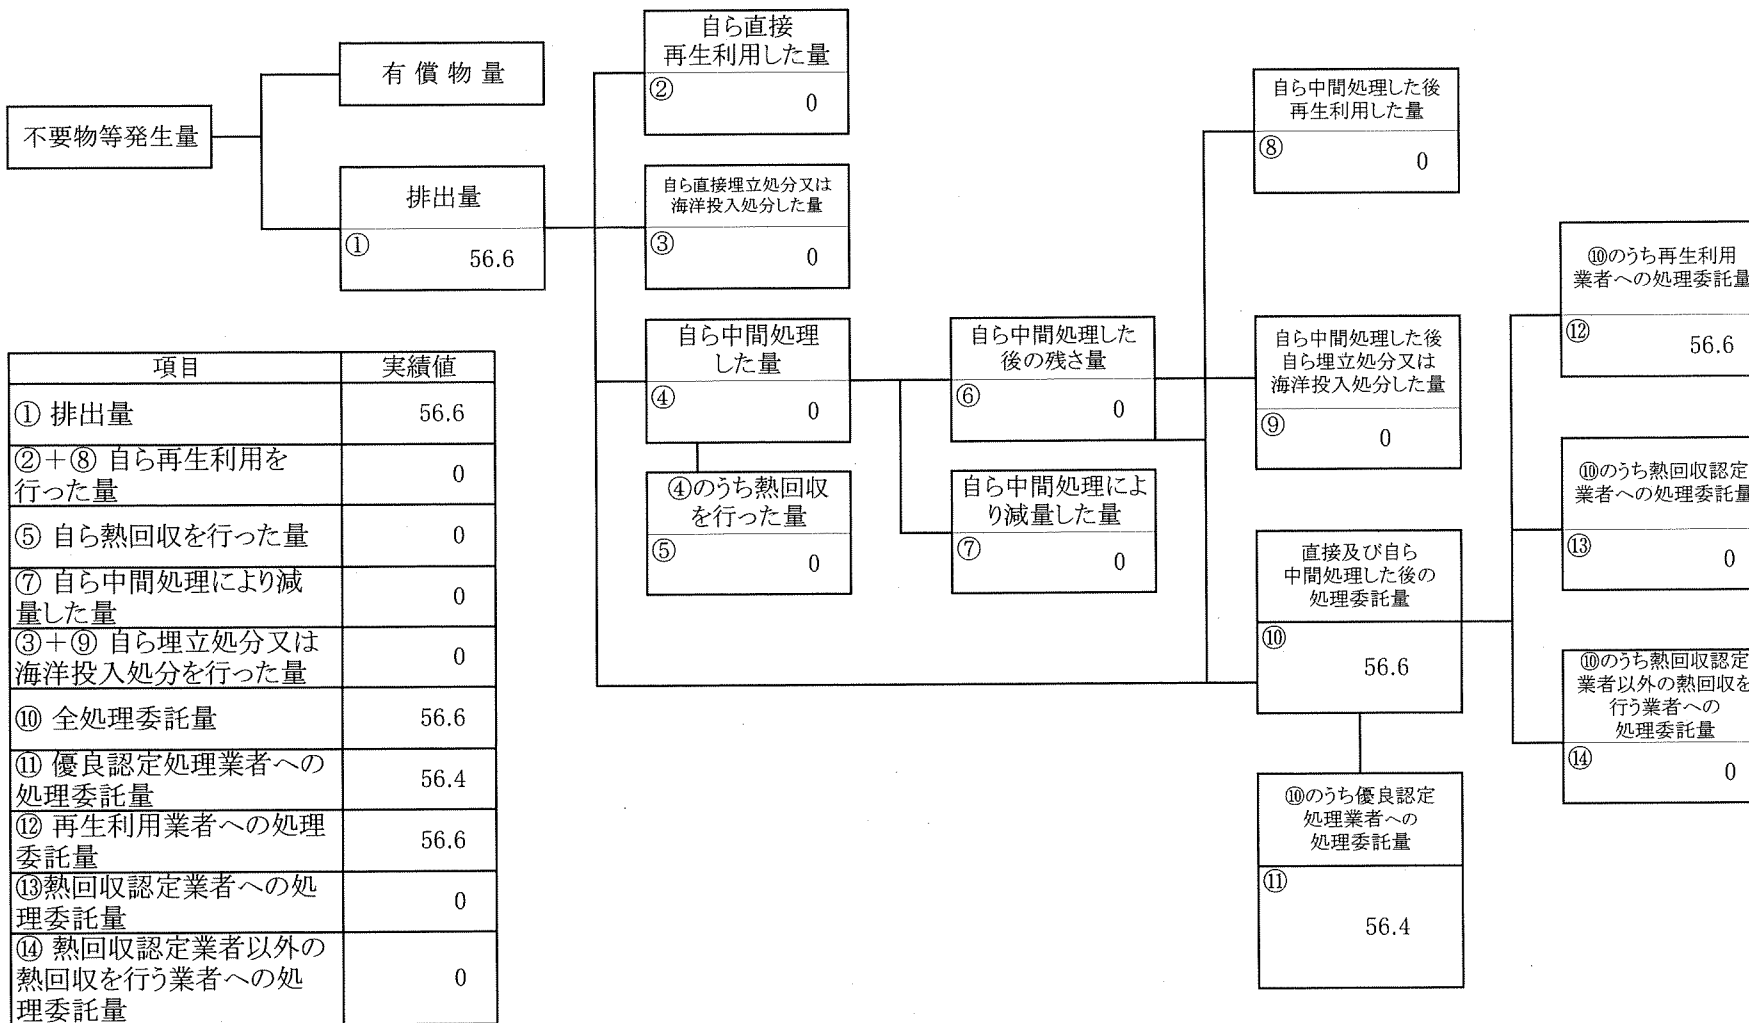 不要物等発生量
有償物量
排出量
①
56.6
自ら直接
再生利用した量
②
0
自ら直接埋立処分又は
海洋投入処分した量
③
0
自ら中間処理
した量
④
0
④のうち熱回収
を行った量
⑤
0
自ら中間処理した
後の残さ量
⑥
0
自ら中間処理によ
り減量した量
⑦
0
自ら中間処理した後
再生利用した量
⑧
0
自ら中間処理した後
自ら埋立処分又は
海洋投入処分した量
⑨
0
直接及び自ら
中間処理した後の
処理委託量
⑩
56.6
⑩のうち優良認定
処理業者への
処理委託量
⑪
56.4
⑩のうち再生利用
業者への処理委託量
⑫
56.6
⑩のうち熱回収認定
業者への処理委託量
⑬
0
⑩のうち熱回収認定
業者以外の熱回収を
行う業者への
処理委託量
⑭
0
項目 実績値
① 排出量 56.6
②+⑧ 自ら再生利用を
行った量 0
⑤ 自ら熱回収を行った量 0
⑦ 自ら中間処理により減
量した量 0
③+⑨ 自ら埋立処分又は
海洋投入処分を行った量 0
⑩ 全処理委託量 56.6
⑪ 優良認定処理業者への
処理委託量 56.4
⑫ 再生利用業者への処理
委託量 56.6
⑬熱回収認定業者への処
理委託量 0
⑭ 熱回収認定業者以外の
熱回収を行う業者への処
理委託量 0